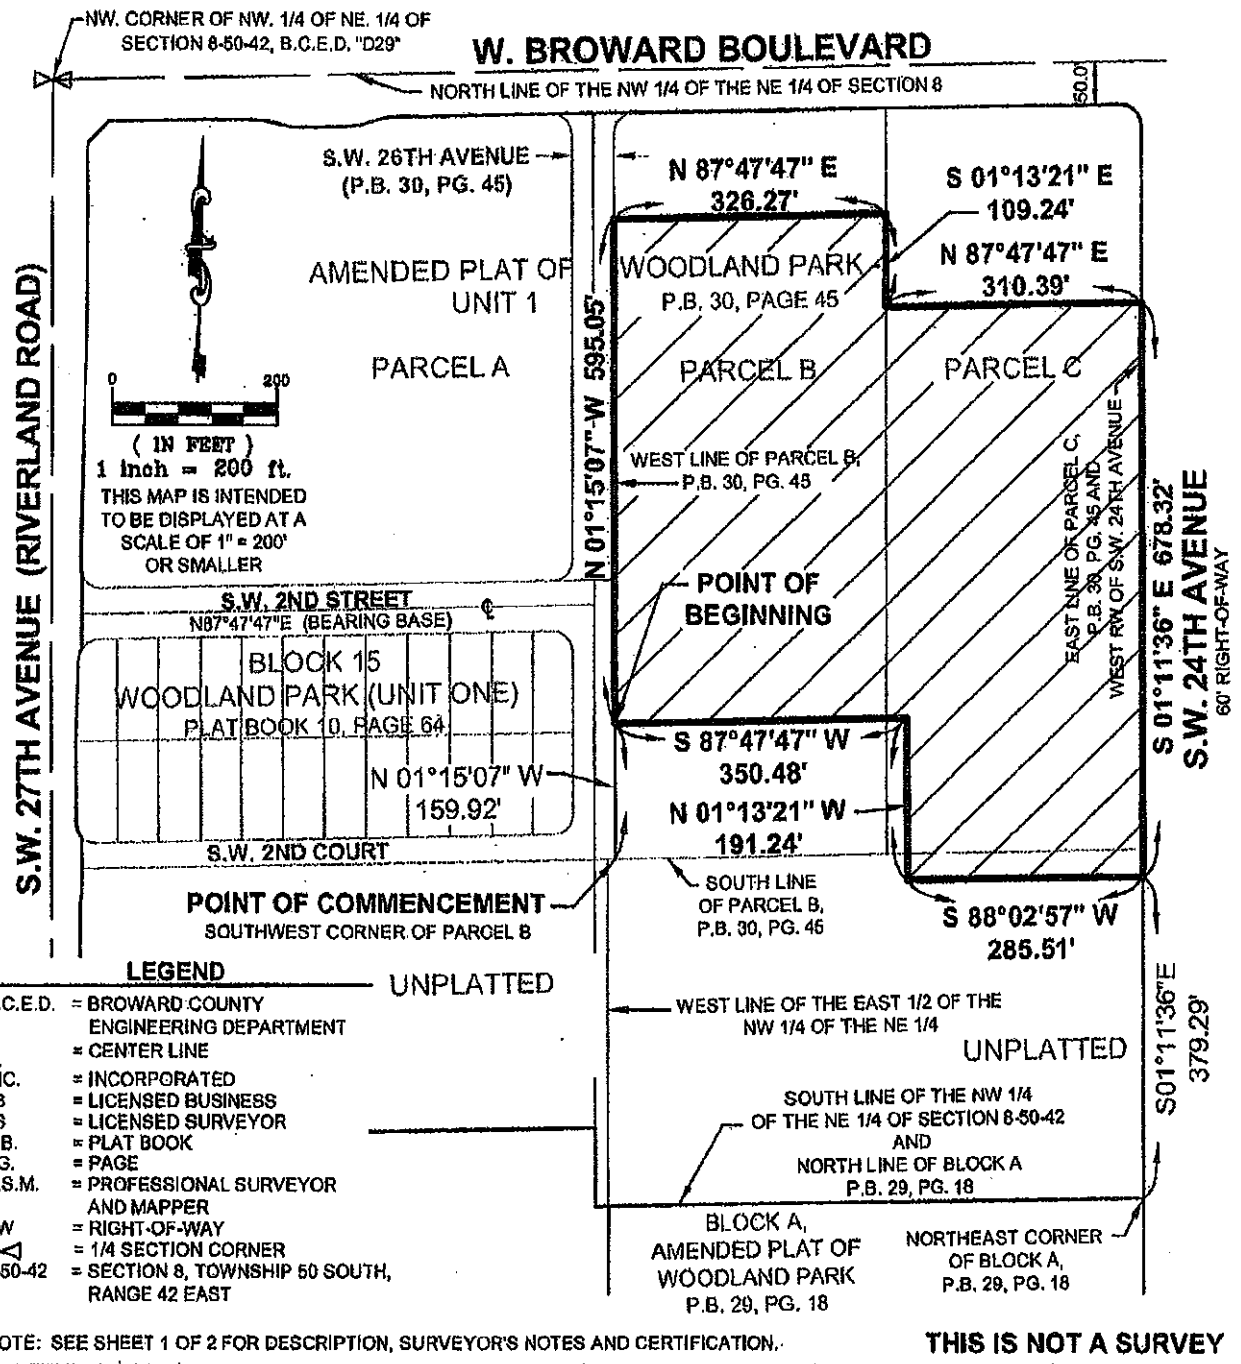 NW. CORNER OF NW. 1/4 OF NE. 1/4 OF
SECTION 8-50-42, B.C.E.D. "D29"
W. BROWARD BOULEVARD
NORTH LINE OF THE NW 1/4 OF THE NE 1/4 OF SECTION 8
S.W. 26TH AVENUE
(P.B. 30, PG. 45)
N 87°47'47" E
326.27'
S 01°13'21" E
109.24'
N 87°47'47" E
310.39'
AMENDED PLAT OF
UNIT 1
WOODLAND PARK
P.B. 30, PAGE 45
PARCEL A
PARCEL B
PARCEL C
0 200
( IN FEET )
1 inch = 200 ft.
THIS MAP IS INTENDED
TO BE DISPLAYED AT A
SCALE OF 1" = 200'
OR SMALLER
S.W. 27TH AVENUE (RIVERLAND ROAD)
N 01°15'07" W 595.05'
WEST LINE OF PARCEL B,
P.B. 30, PG. 45
EAST LINE OF PARCEL C,
P.B. 30, PG. 45 AND
WEST R/W OF S.W. 24TH AVENUE
S 01°11'36" E 678.32'
S.W. 24TH AVENUE
60' RIGHT-OF-WAY
POINT OF
BEGINNING
S.W. 2ND STREET
N87°47'47"E (BEARING BASE)
BLOCK 15
WOODLAND PARK (UNIT ONE)
PLAT BOOK 10, PAGE 64
N 01°15'07" W
159.92'
S 87°47'47" W
350.48'
N 01°13'21" W
191.24'
S.W. 2ND COURT
POINT OF COMMENCEMENT
SOUTHWEST CORNER OF PARCEL B
SOUTH LINE
OF PARCEL B,
P.B. 30, PG. 45
S 88°02'57" W
285.51'
S01°11'36"E
379.29'
UNPLATTED
WEST LINE OF THE EAST 1/2 OF THE
NW 1/4 OF THE NE 1/4
UNPLATTED
SOUTH LINE OF THE NW 1/4
OF THE NE 1/4 OF SECTION 8-50-42
AND
NORTH LINE OF BLOCK A
P.B. 29, PG. 18
BLOCK A,
AMENDED PLAT OF
WOODLAND PARK
P.B. 29, PG. 18
NORTHEAST CORNER
OF BLOCK A,
P.B. 29, PG. 18
LEGEND
.C.E.D. = BROWARD COUNTY
ENGINEERING DEPARTMENT
= CENTER LINE
= INCORPORATED
= LICENSED BUSINESS
= LICENSED SURVEYOR
B. = PLAT BOOK
G. = PAGE
.S.M. = PROFESSIONAL SURVEYOR
AND MAPPER
W = RIGHT-OF-WAY
= 1/4 SECTION CORNER
50-42 = SECTION 8, TOWNSHIP 50 SOUTH,
RANGE 42 EAST
OTE: SEE SHEET 1 OF 2 FOR DESCRIPTION, SURVEYOR'S NOTES AND CERTIFICATION.
THIS IS NOT A SURVEY